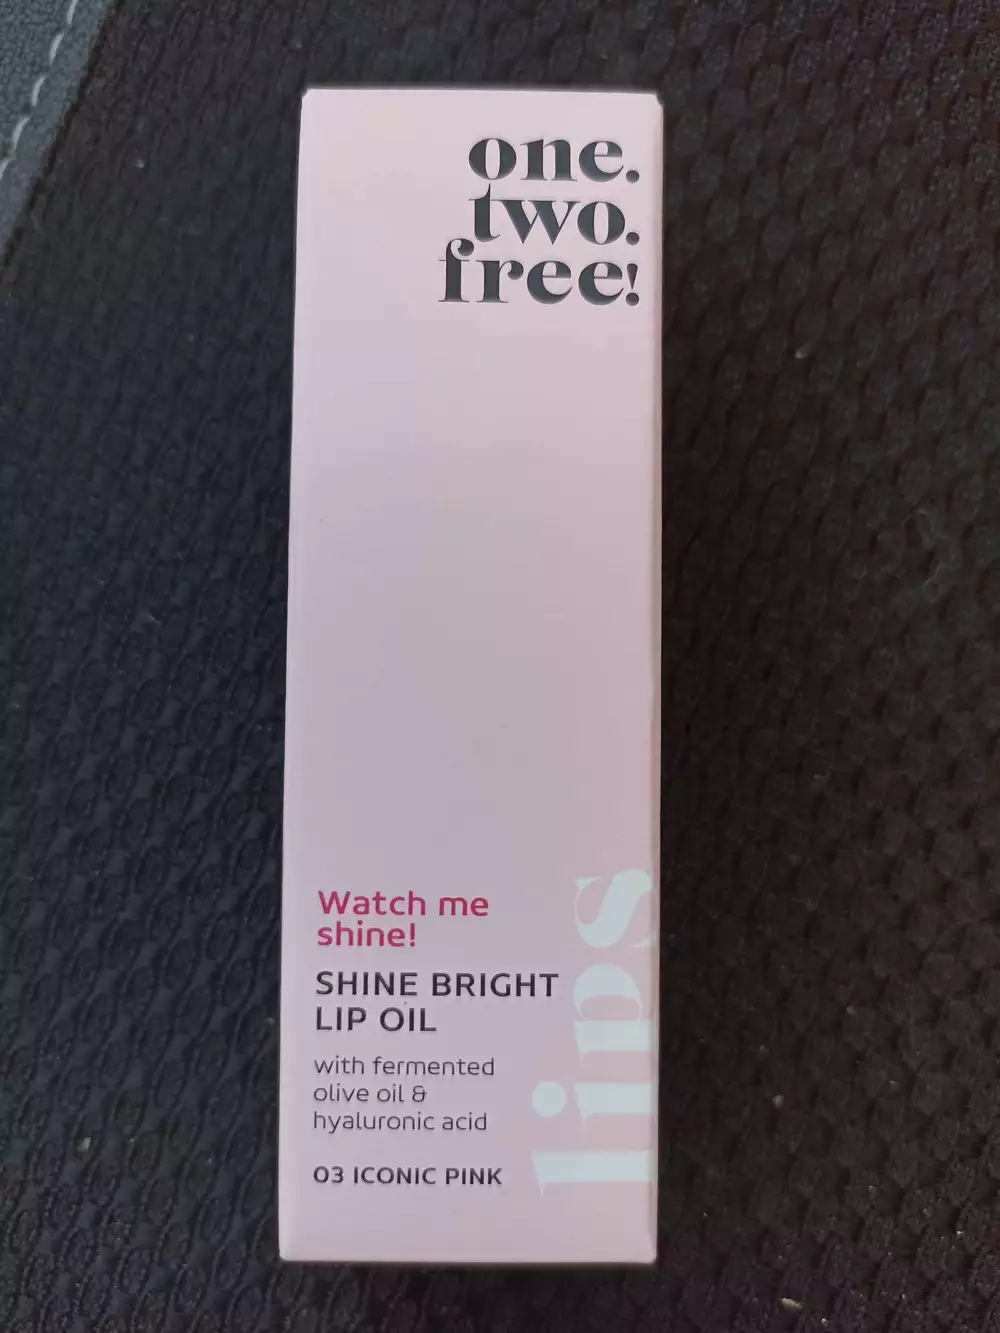 one.
two.
free!
Watch me
shine!
SHINE BRIGHT
LIP OIL
with fermented
olive oil &
hyaluronic acid
03 ICONIC PINK
lips